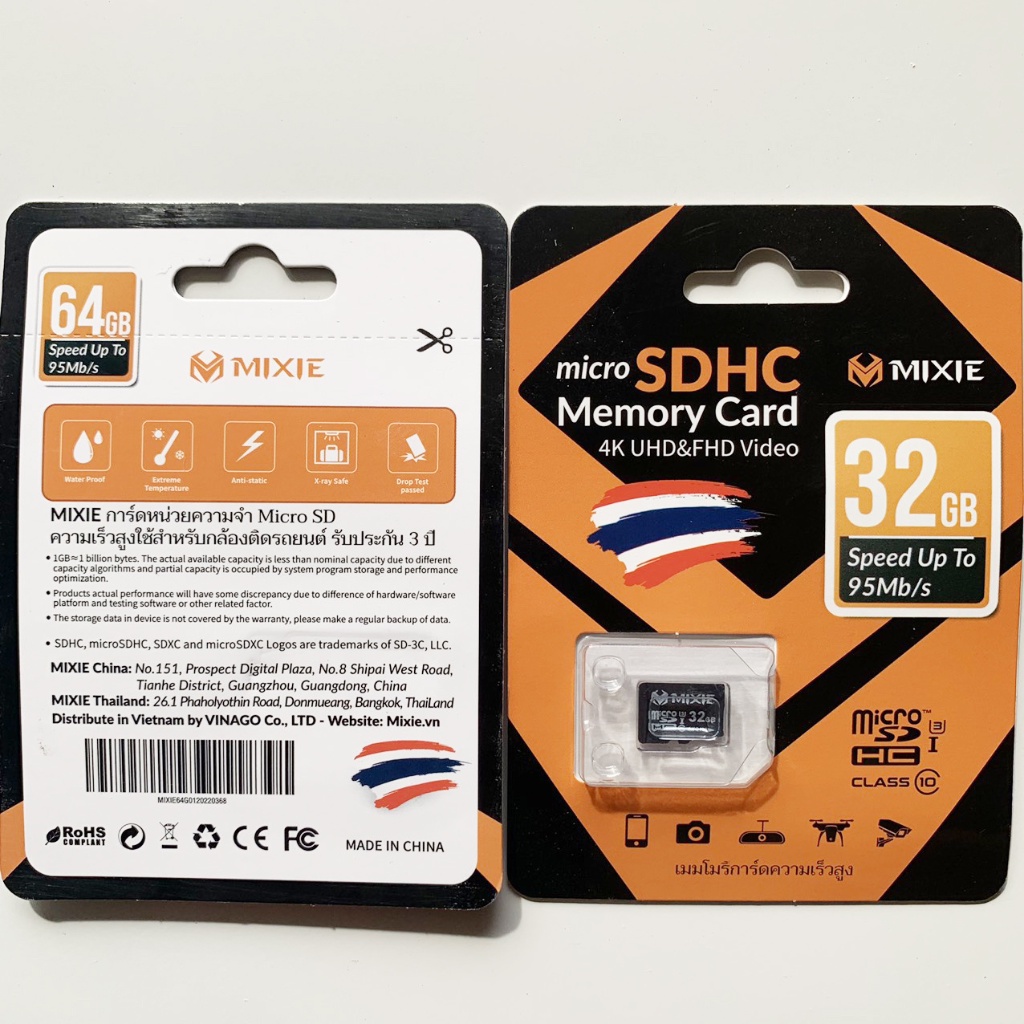 64GB
Speed Up To
95Mb/s
MIXIE
Water Proof
Extreme
Temperature
Anti-static
X-ray Safe
Drop Test
passed
MIXIE การ์ดหน่วยความจำ Micro SD
ความเร็วสูงใช้สำหรับกล้องติดรถยนต์ รับประกัน 3 ปี
• 1GB≈1 billion bytes. The actual available capacity is less than nominal capacity due to different
capacity algorithms and partial capacity is occupied by system program storage and performance
optimization.
• Products actual performance will have some discrepancy due to difference of hardware/software
platform and testing software or other related factor.
• The storage data in device is not covered by the warranty, please make a regular backup of data.
• SDHC, microSDHC, SDXC and microSDXC Logos are trademarks of SD-3C, LLC.
MIXIE China: No.151, Prospect Digital Plaza, No.8 Shipai West Road,
Tianhe District, Guangzhou, Guangdong, China
MIXIE Thailand: 26.1 Phaholyothin Road, Donmueang, Bangkok, ThaiLand
Distribute in Vietnam by VINAGO Co., LTD - Website: Mixie.vn
MIXIE64G0120220368
RoHS
COMPLIANT
CE
FC
MADE IN CHINA
micro SDHC
Memory Card
4K UHD&FHD Video
MIXIE
32GB
Speed Up To
95Mb/s
MIXIE
micro SD HC 3 I 32GB
micro SD HC™ 3 I
CLASS 10
เมมโมรีการ์ดความเร็วสูง